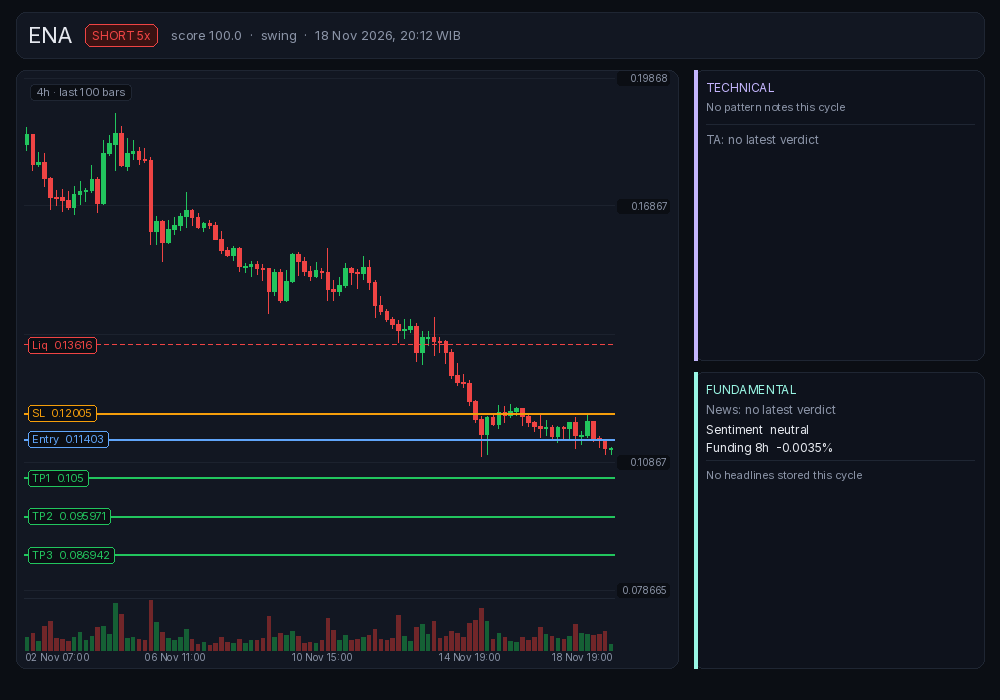 ENA SHORT 5x score 100.0 · swing · 18 Nov 2026, 20:12 WIB
4h · last 100 bars
0.19868
0.16867
Liq 0.13616
SL 0.12005
Entry 0.11403
0.10867
TP1 0.105
TP2 0.095971
TP3 0.086942
0.078665
02 Nov 07:00 06 Nov 11:00 10 Nov 15:00 14 Nov 19:00 18 Nov 19:00
TECHNICAL
No pattern notes this cycle
TA: no latest verdict
FUNDAMENTAL
News: no latest verdict
Sentiment neutral
Funding 8h -0.0035%
No headlines stored this cycle